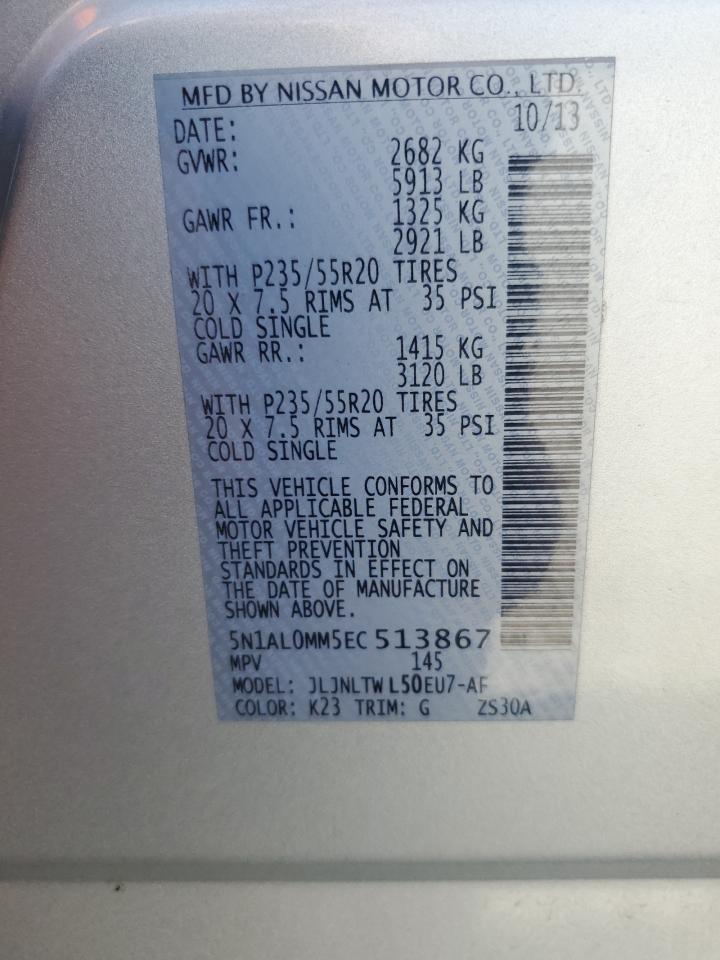 MFD BY NISSAN MOTOR CO., LTD.
DATE: 10/13
GVWR: 2682 KG
5913 LB
GAWR FR.: 1325 KG
2921 LB
WITH P235/55R20 TIRES
20 X 7.5 RIMS AT 35 PSI
COLD SINGLE
GAWR RR.: 1415 KG
3120 LB
WITH P235/55R20 TIRES
20 X 7.5 RIMS AT 35 PSI
COLD SINGLE
THIS VEHICLE CONFORMS TO
ALL APPLICABLE FEDERAL
MOTOR VEHICLE SAFETY AND
THEFT PREVENTION
STANDARDS IN EFFECT ON
THE DATE OF MANUFACTURE
SHOWN ABOVE.
5N1AL0MM5EC 513867
MPV 145
MODEL: JLJNLTW L50EU7-AF
COLOR: K23 TRIM: G ZS30A